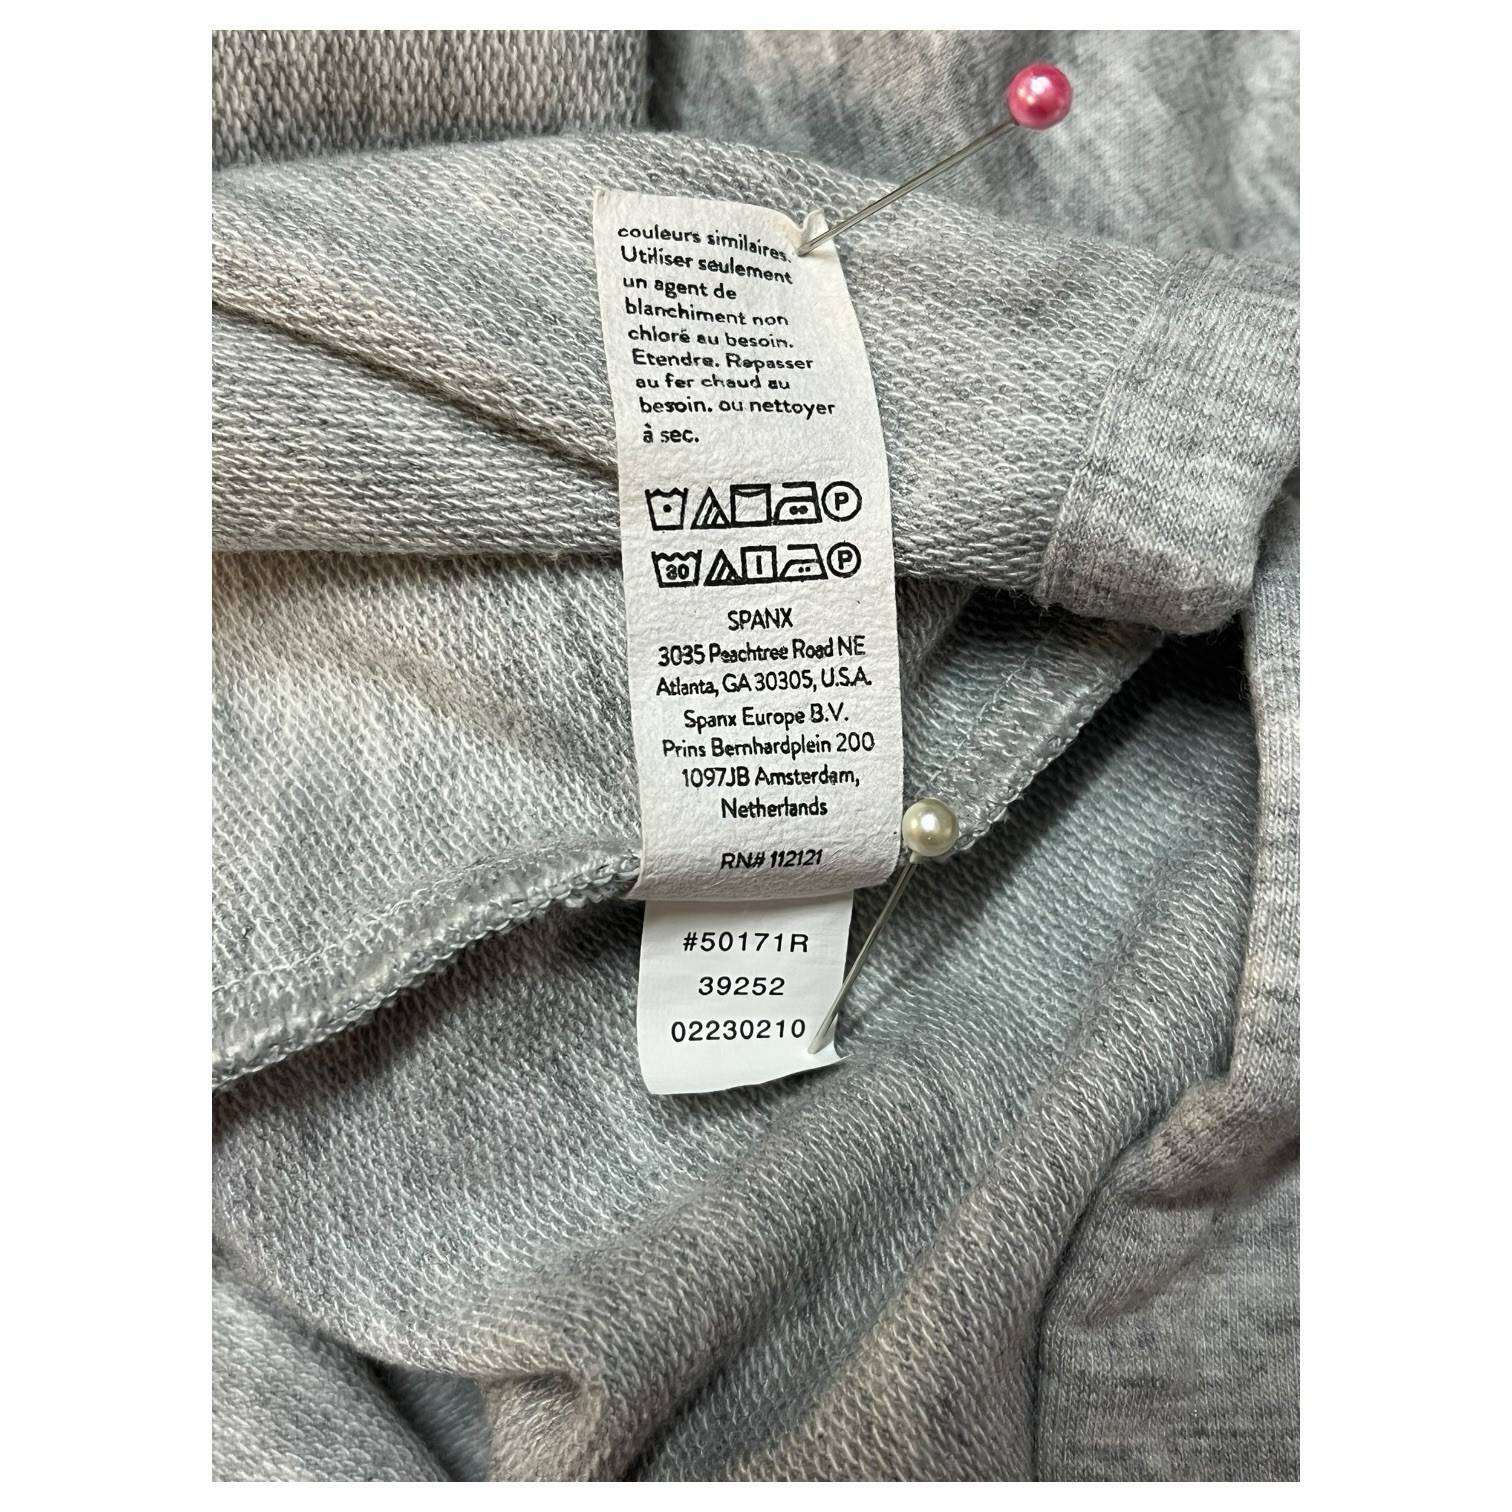 couleurs similaires.
Utiliser seulement
un agent de
blanchiment non
chloré au besoin.
Etendre. Repasser
au fer chaud au
besoin. ou nettoyer
à sec.
P
30 P
SPANX
3035 Peachtree Road NE
Atlanta, GA 30305, U.S.A.
Spanx Europe B.V.
Prins Bernhardplein 200
1097JB Amsterdam,
Netherlands
RN# 112121
#50171R
39252
02230210